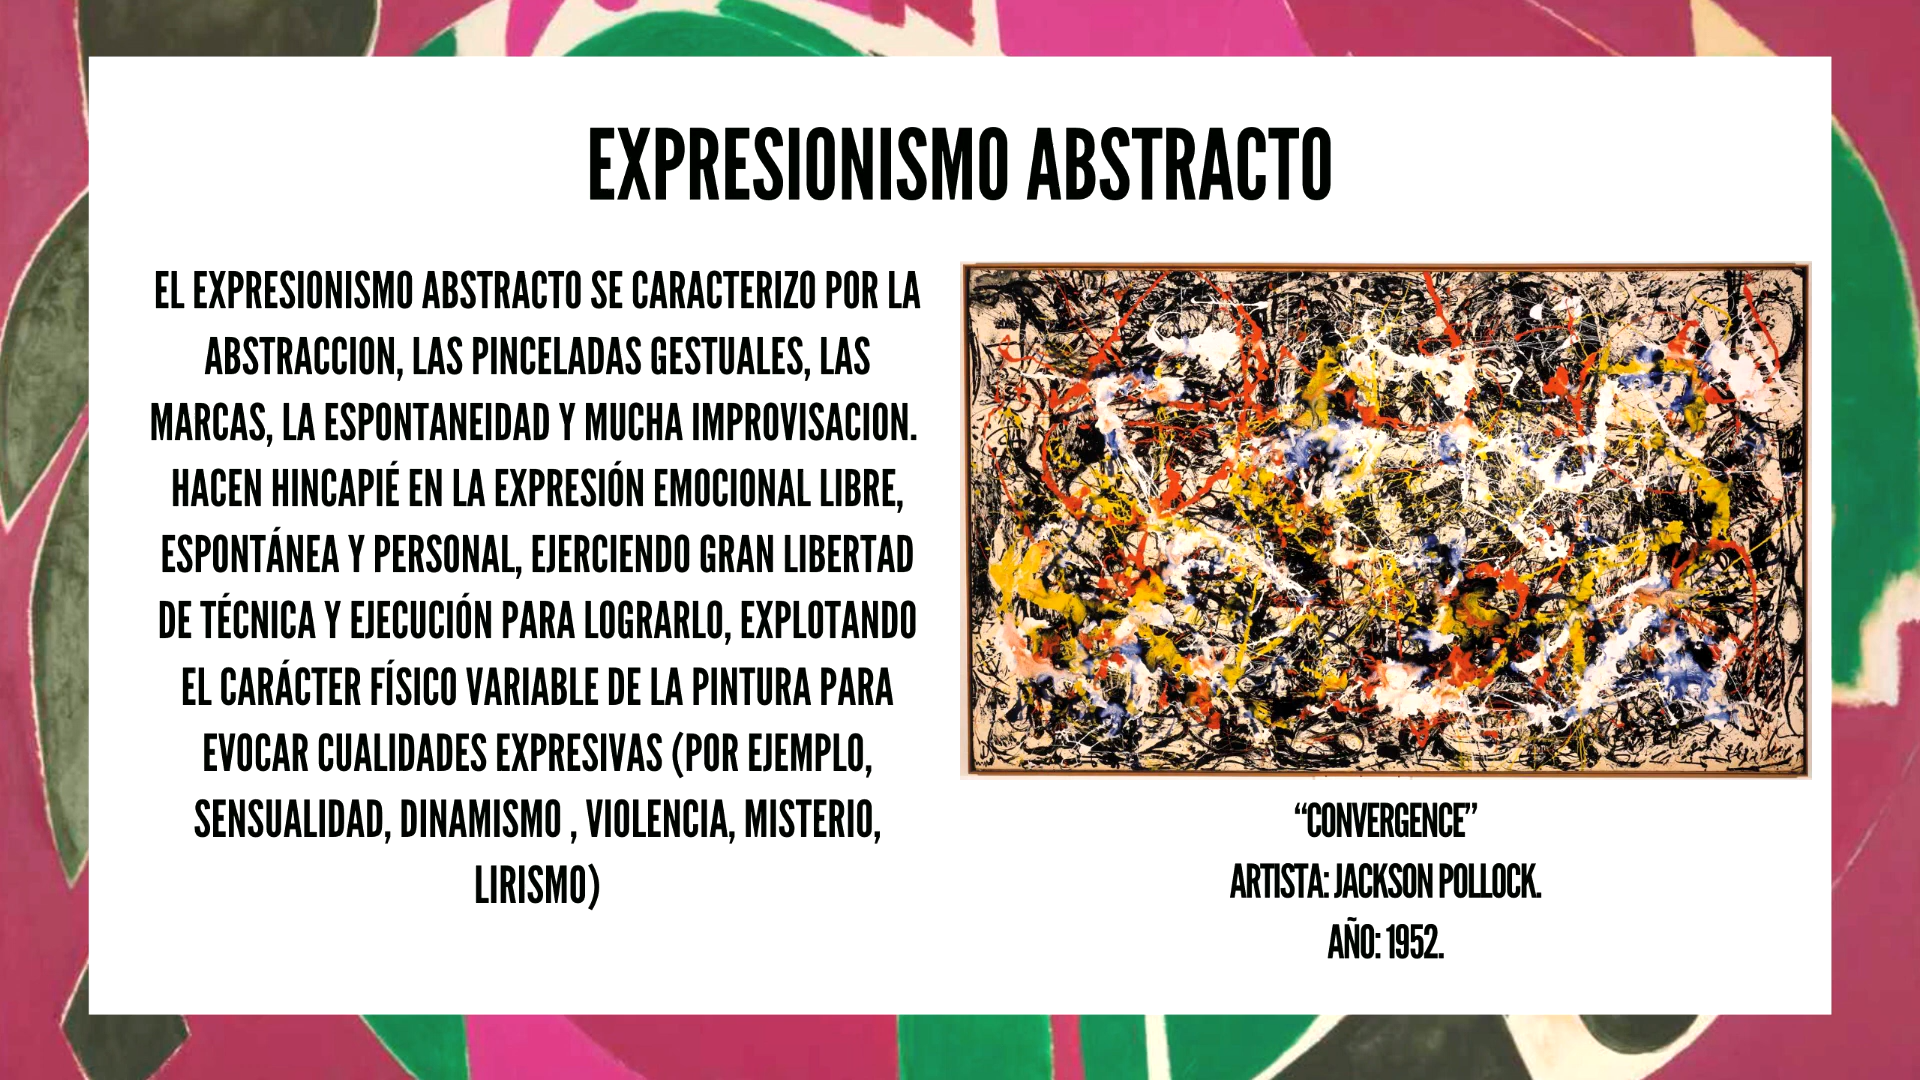 EXPRESIONISMO ABSTRACTO
EL EXPRESIONISMO ABSTRACTO SE CARACTERIZO POR LA
ABSTRACCION, LAS PINCELADAS GESTUALES, LAS
MARCAS, LA ESPONTANEIDAD Y MUCHA IMPROVISACION.
HACEN HINCAPIÉ EN LA EXPRESIÓN EMOCIONAL LIBRE,
ESPONTÁNEA Y PERSONAL, EJERCIENDO GRAN LIBERTAD
DE TÉCNICA Y EJECUCIÓN PARA LOGRARLO, EXPLOTANDO
EL CARÁCTER FÍSICO VARIABLE DE LA PINTURA PARA
EVOCAR CUALIDADES EXPRESIVAS (POR EJEMPLO,
SENSUALIDAD, DINAMISMO , VIOLENCIA, MISTERIO,
LIRISMO)
“CONVERGENCE”
ARTISTA: JACKSON POLLOCK.
AÑO: 1952.